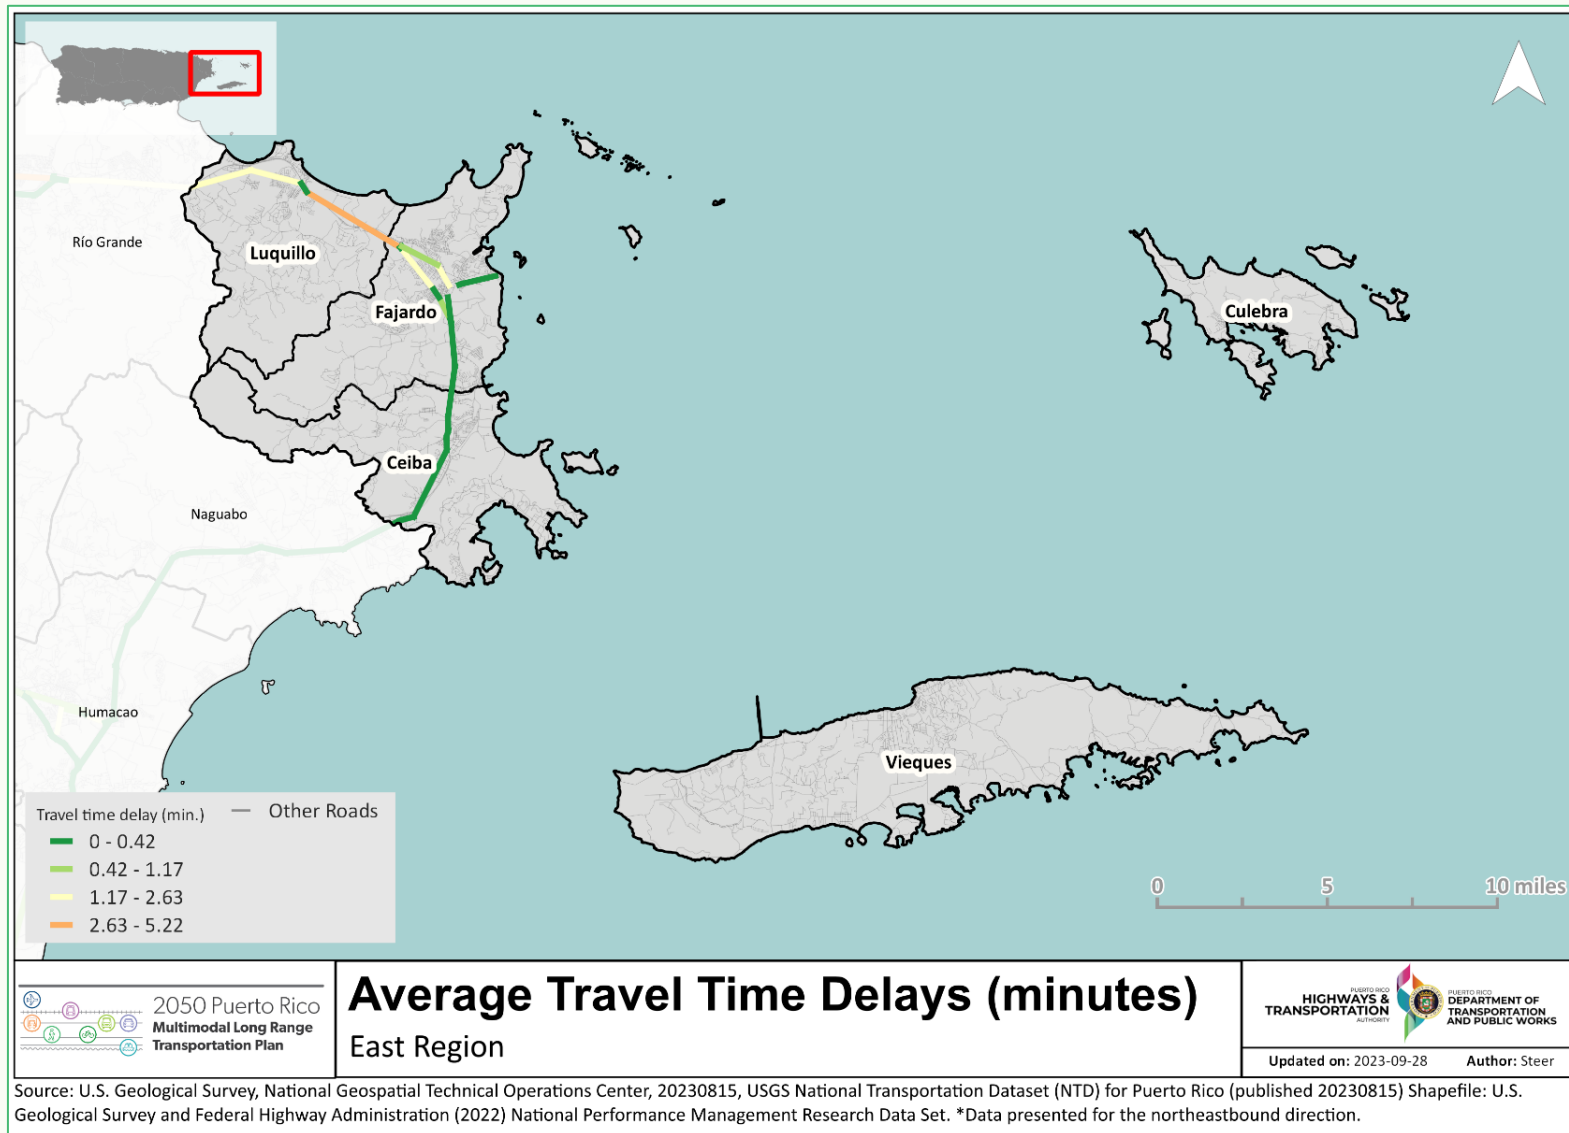 Río Grande
Luquillo
Fajardo
Culebra
Ceiba
Naguabo
Humacao
Vieques
Travel time delay (min.)
Other Roads
0 - 0.42
0.42 - 1.17
1.17 - 2.63
2.63 - 5.22
0 5 10 miles
2050 Puerto Rico
Multimodal Long Range
Transportation Plan
Average Travel Time Delays (minutes)
East Region
PUERTO RICO
HIGHWAYS &
TRANSPORTATION
AUTHORITY
PUERTO RICO
DEPARTMENT OF
TRANSPORTATION
AND PUBLIC WORKS
Updated on: 2023-09-28 Author: Steer
Source: U.S. Geological Survey, National Geospatial Technical Operations Center, 20230815, USGS National Transportation Dataset (NTD) for Puerto Rico (published 20230815) Shapefile: U.S.
Geological Survey and Federal Highway Administration (2022) National Performance Management Research Data Set. *Data presented for the northeastbound direction.